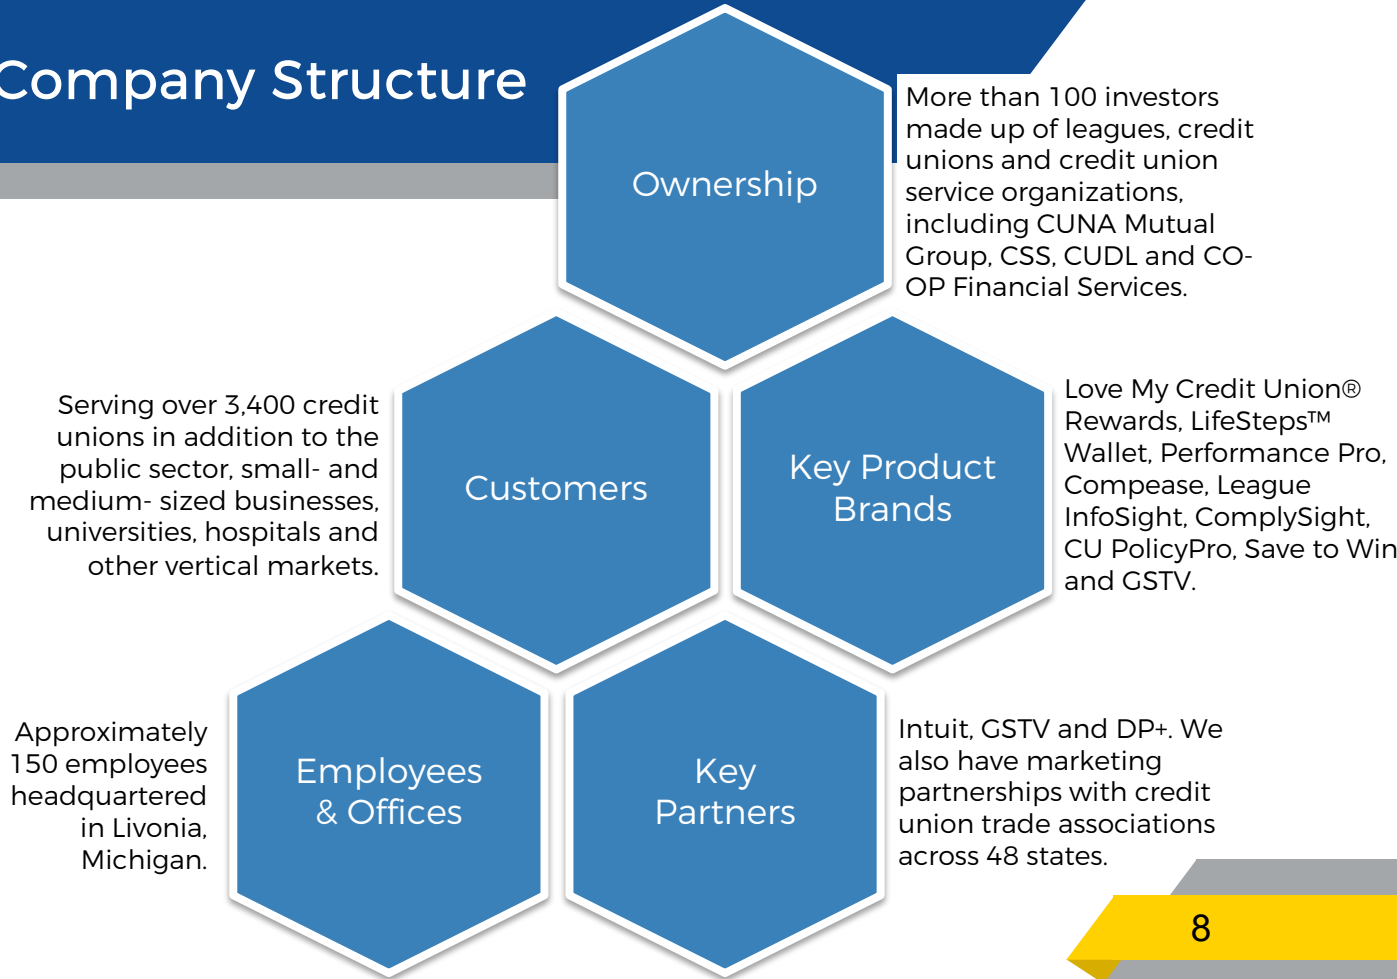 Company Structure
Ownership
More than 100 investors
made up of leagues, credit
unions and credit union
service organizations,
including CUNA Mutual
Group, CSS, CUDL and CO-
OP Financial Services.
Serving over 3,400 credit
unions in addition to the
public sector, small- and
medium- sized businesses,
universities, hospitals and
other vertical markets.
Customers
Key Product
Brands
Love My Credit Union®
Rewards, LifeSteps™
Wallet, Performance Pro,
Compease, League
InfoSight, ComplySight,
CU PolicyPro, Save to Win
and GSTV.
Approximately
150 employees
headquartered
in Livonia,
Michigan.
Employees
& Offices
Key
Partners
Intuit, GSTV and DP+. We
also have marketing
partnerships with credit
union trade associations
across 48 states.
8